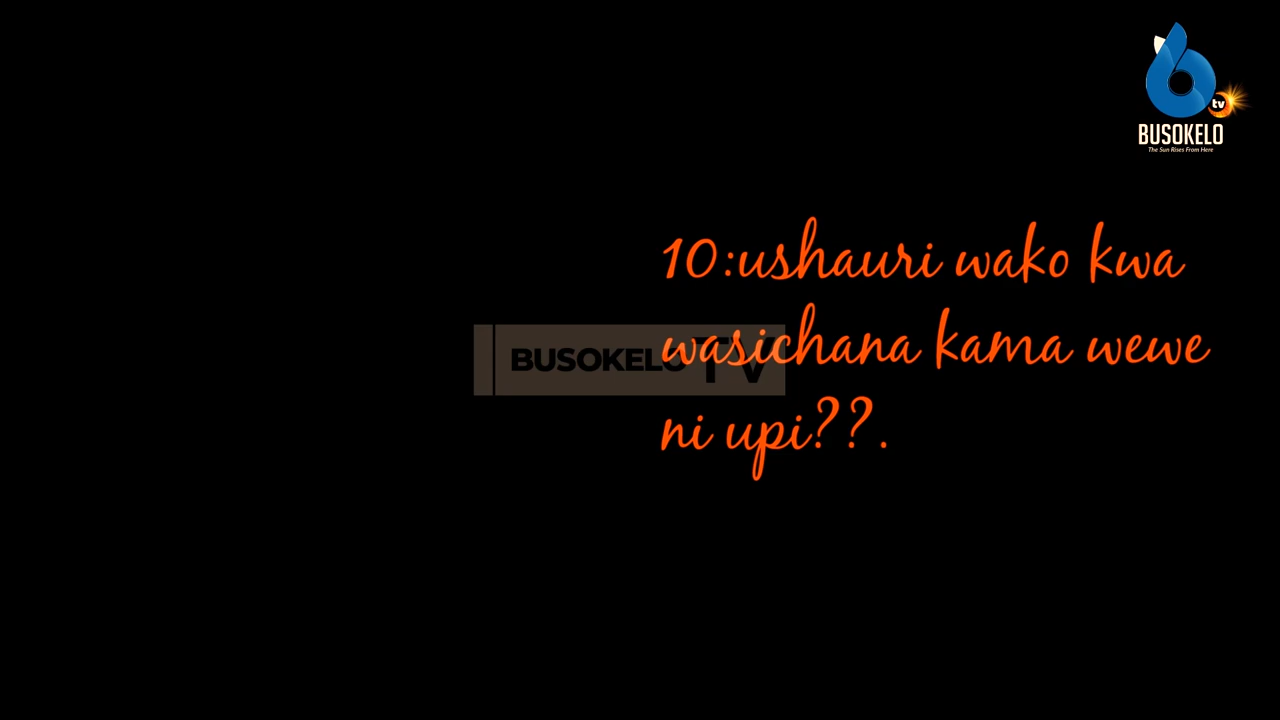 tv
BUSOKELO
The Sun Rises From Here
10:ushauri wako kwa
wasichana kama wewe
ni upi??.
BUSOKELO TV